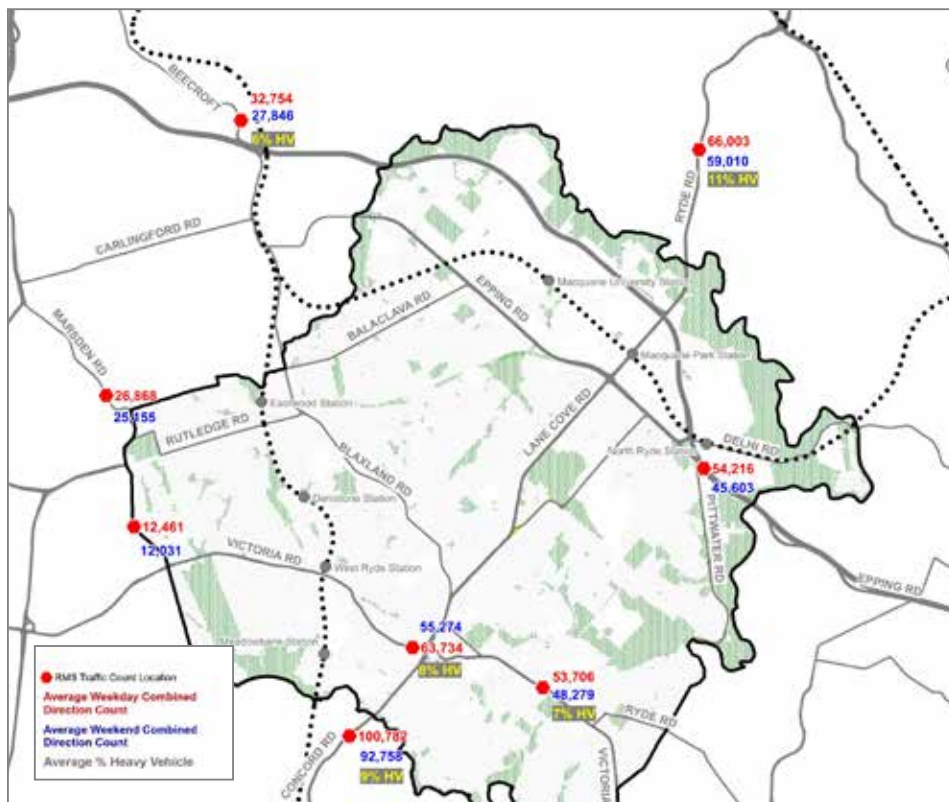 BEECROFT
32,754
27,846
6% HV
66,003
59,010
11% HV
RYDE RD
CARLINGFORD RD
EPPING RD
Macquarie University Station
BALACLAVA RD
MARSDEN RD
Macquarie Park Station
26,868
25,155
Eastwood Station
RUTLEDGE RD
LANE COVE RD
BLAXLAND RD
DELHI RD
North Ryde Station
54,216
45,603
PITTWATER RD
Denistone Station
12,461
12,031
VICTORIA RD
West Ryde Station
EPPING RD
55,274
63,734
8% HV
Meadowbank Station
53,706
48,279
7% HV
RYDE RD
VICTORIA
100,782
92,758
9% HV
CONCORD RD
RMS Traffic Count Location
Average Weekday Combined
Direction Count
Average Weekend Combined
Direction Count
Average % Heavy Vehicle